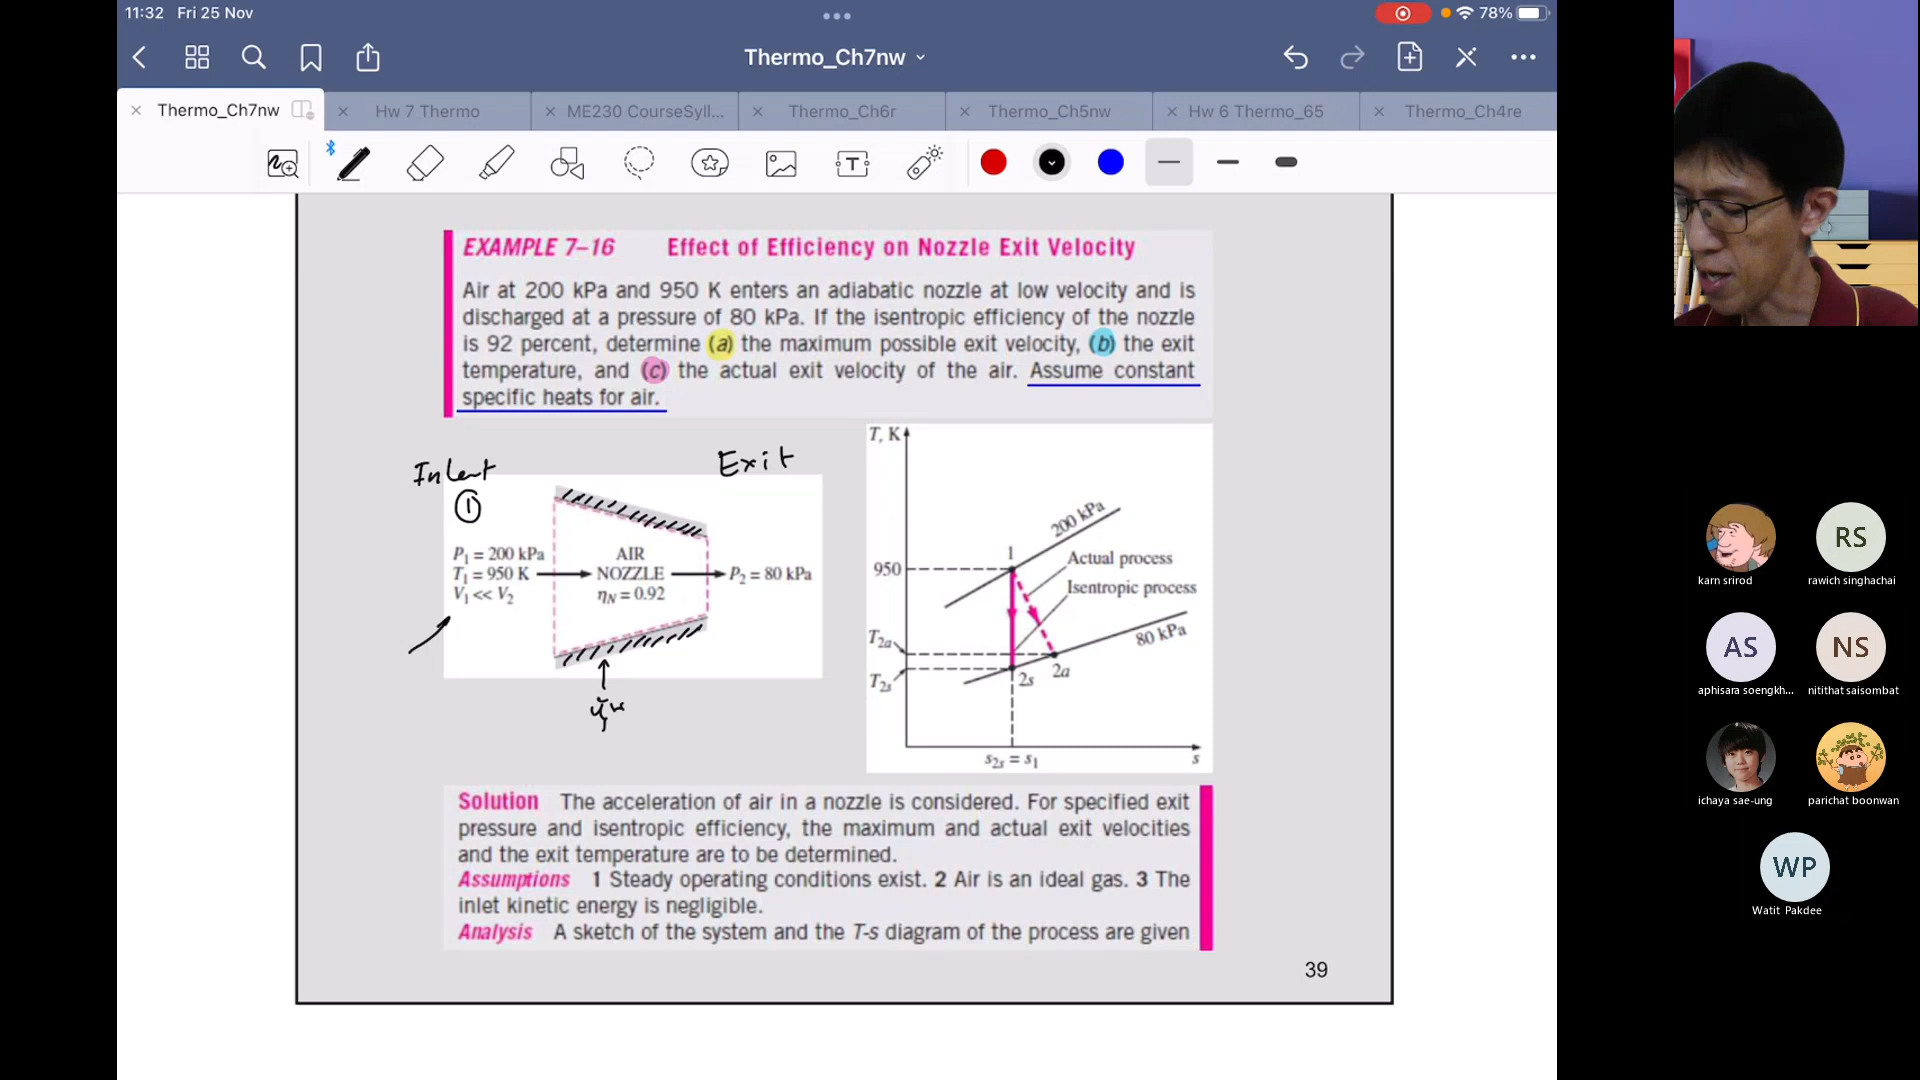 11:32 Fri 25 Nov
78%
Thermo_Ch7nw
Thermo_Ch7nw
Hw 7 Thermo
ME230 CourseSyll...
Thermo_Ch6r
Thermo_Ch5nw
Hw 6 Thermo_65
Thermo_Ch4re
EXAMPLE 7–16 Effect of Efficiency on Nozzle Exit Velocity
Air at 200 kPa and 950 K enters an adiabatic nozzle at low velocity and is
discharged at a pressure of 80 kPa. If the isentropic efficiency of the nozzle
is 92 percent, determine (a) the maximum possible exit velocity, (b) the exit
temperature, and (c) the actual exit velocity of the air. Assume constant
specific heats for air.
Inlet
①
Exit
P₁ = 200 kPa
T₁ = 950 K
V₁ << V₂
AIR
NOZZLE
η_N = 0.92
P₂ = 80 kPa
T, K
200 kPa
1
Actual process
950
Isentropic process
80 kPa
T₂ₐ
T₂ₛ
2s
2a
s₂ₛ = s₁
s
Solution The acceleration of air in a nozzle is considered. For specified exit
pressure and isentropic efficiency, the maximum and actual exit velocities
and the exit temperature are to be determined.
Assumptions 1 Steady operating conditions exist. 2 Air is an ideal gas. 3 The
inlet kinetic energy is negligible.
Analysis A sketch of the system and the T-s diagram of the process are given
39
karn srirod
RS
rawich singhachai
AS
aphisara soengkh...
NS
nitithat saisombat
ichaya sae-ung
parichat boonwan
WP
Watit Pakdee